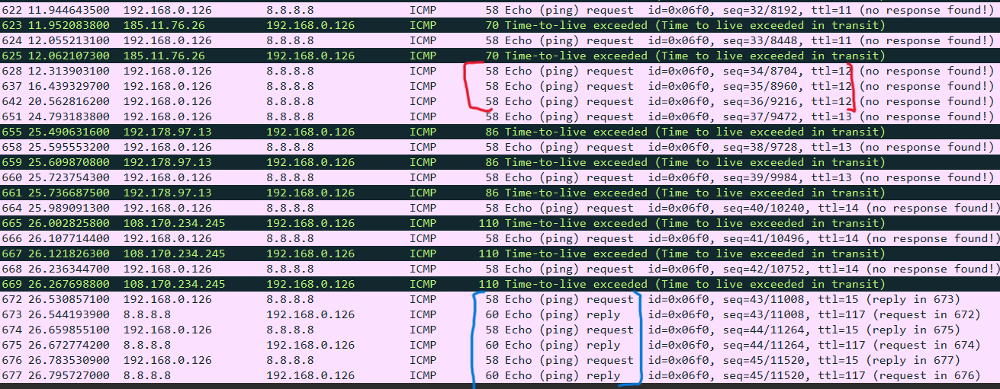 622 11.944643500 192.168.0.126 8.8.8.8 ICMP 58 Echo (ping) request id=0x06f0, seq=32/8192, ttl=11 (no response found!)
623 11.952083800 185.11.76.26 192.168.0.126 ICMP 70 Time-to-live exceeded (Time to live exceeded in transit)
624 12.055213100 192.168.0.126 8.8.8.8 ICMP 58 Echo (ping) request id=0x06f0, seq=33/8448, ttl=11 (no response found!)
625 12.062107300 185.11.76.26 192.168.0.126 ICMP 70 Time-to-live exceeded (Time to live exceeded in transit)
628 12.313903100 192.168.0.126 8.8.8.8 ICMP 58 Echo (ping) request id=0x06f0, seq=34/8704, ttl=12 (no response found!)
637 16.439329700 192.168.0.126 8.8.8.8 ICMP 58 Echo (ping) request id=0x06f0, seq=35/8960, ttl=12 (no response found!)
642 20.562816200 192.168.0.126 8.8.8.8 ICMP 58 Echo (ping) request id=0x06f0, seq=36/9216, ttl=12 (no response found!)
651 24.793183800 192.168.0.126 8.8.8.8 ICMP 58 Echo (ping) request id=0x06f0, seq=37/9472, ttl=13 (no response found!)
655 25.490631600 192.178.97.13 192.168.0.126 ICMP 86 Time-to-live exceeded (Time to live exceeded in transit)
658 25.595553200 192.168.0.126 8.8.8.8 ICMP 58 Echo (ping) request id=0x06f0, seq=38/9728, ttl=13 (no response found!)
659 25.609870800 192.178.97.13 192.168.0.126 ICMP 86 Time-to-live exceeded (Time to live exceeded in transit)
660 25.723754300 192.168.0.126 8.8.8.8 ICMP 58 Echo (ping) request id=0x06f0, seq=39/9984, ttl=13 (no response found!)
661 25.736687500 192.178.97.13 192.168.0.126 ICMP 86 Time-to-live exceeded (Time to live exceeded in transit)
664 25.989091300 192.168.0.126 8.8.8.8 ICMP 58 Echo (ping) request id=0x06f0, seq=40/10240, ttl=14 (no response found!)
665 26.002825800 108.170.234.245 192.168.0.126 ICMP 110 Time-to-live exceeded (Time to live exceeded in transit)
666 26.107714400 192.168.0.126 8.8.8.8 ICMP 58 Echo (ping) request id=0x06f0, seq=41/10496, ttl=14 (no response found!)
667 26.121826300 108.170.234.245 192.168.0.126 ICMP 110 Time-to-live exceeded (Time to live exceeded in transit)
668 26.236344700 192.168.0.126 8.8.8.8 ICMP 58 Echo (ping) request id=0x06f0, seq=42/10752, ttl=14 (no response found!)
669 26.267698800 108.170.234.245 192.168.0.126 ICMP 110 Time-to-live exceeded (Time to live exceeded in transit)
672 26.530857100 192.168.0.126 8.8.8.8 ICMP 58 Echo (ping) request id=0x06f0, seq=43/11008, ttl=15 (reply in 673)
673 26.544193900 8.8.8.8 192.168.0.126 ICMP 60 Echo (ping) reply id=0x06f0, seq=43/11008, ttl=117 (request in 672)
674 26.659855100 192.168.0.126 8.8.8.8 ICMP 58 Echo (ping) request id=0x06f0, seq=44/11264, ttl=15 (reply in 675)
675 26.672774200 8.8.8.8 192.168.0.126 ICMP 60 Echo (ping) reply id=0x06f0, seq=44/11264, ttl=117 (request in 674)
676 26.783530900 192.168.0.126 8.8.8.8 ICMP 58 Echo (ping) request id=0x06f0, seq=45/11520, ttl=15 (reply in 677)
677 26.795727000 8.8.8.8 192.168.0.126 ICMP 60 Echo (ping) reply id=0x06f0, seq=45/11520, ttl=117 (request in 676)